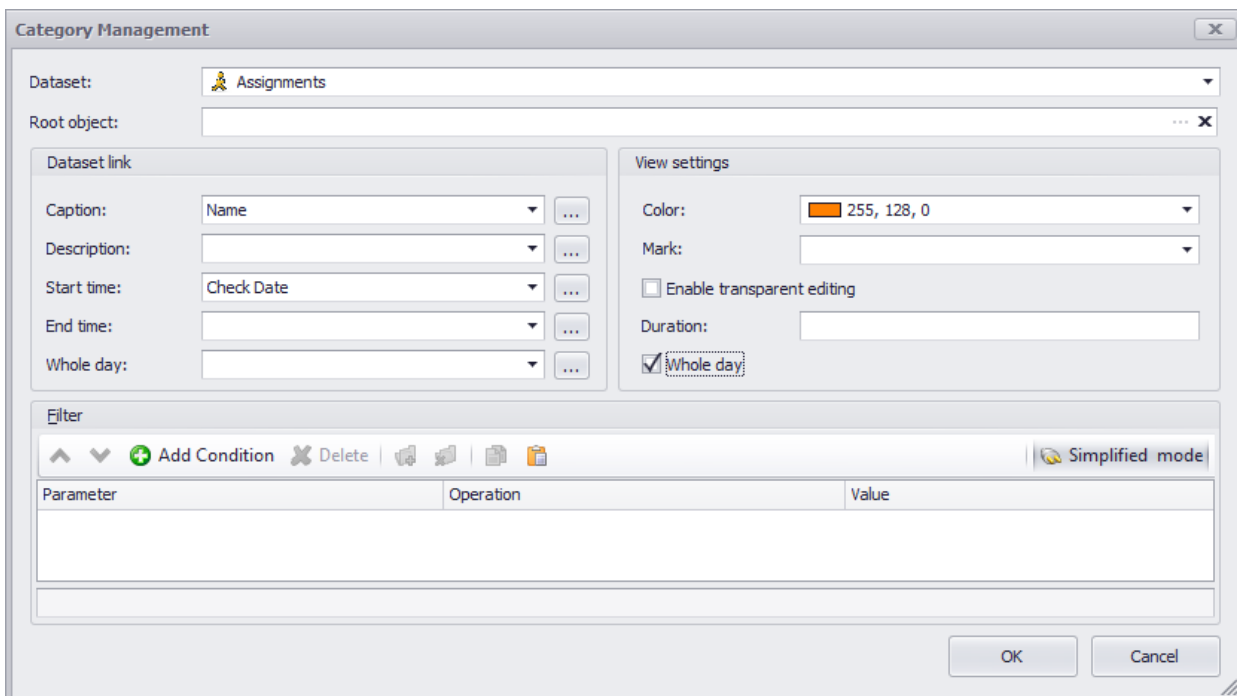 Category Management
Dataset: Assignments
Root object:
Dataset link
Caption: Name
Description:
Start time: Check Date
End time:
Whole day:
View settings
Color: 255, 128, 0
Mark:
Enable transparent editing
Duration:
Whole day
Filter
Add Condition Delete Simplified mode
Parameter Operation Value
OK Cancel